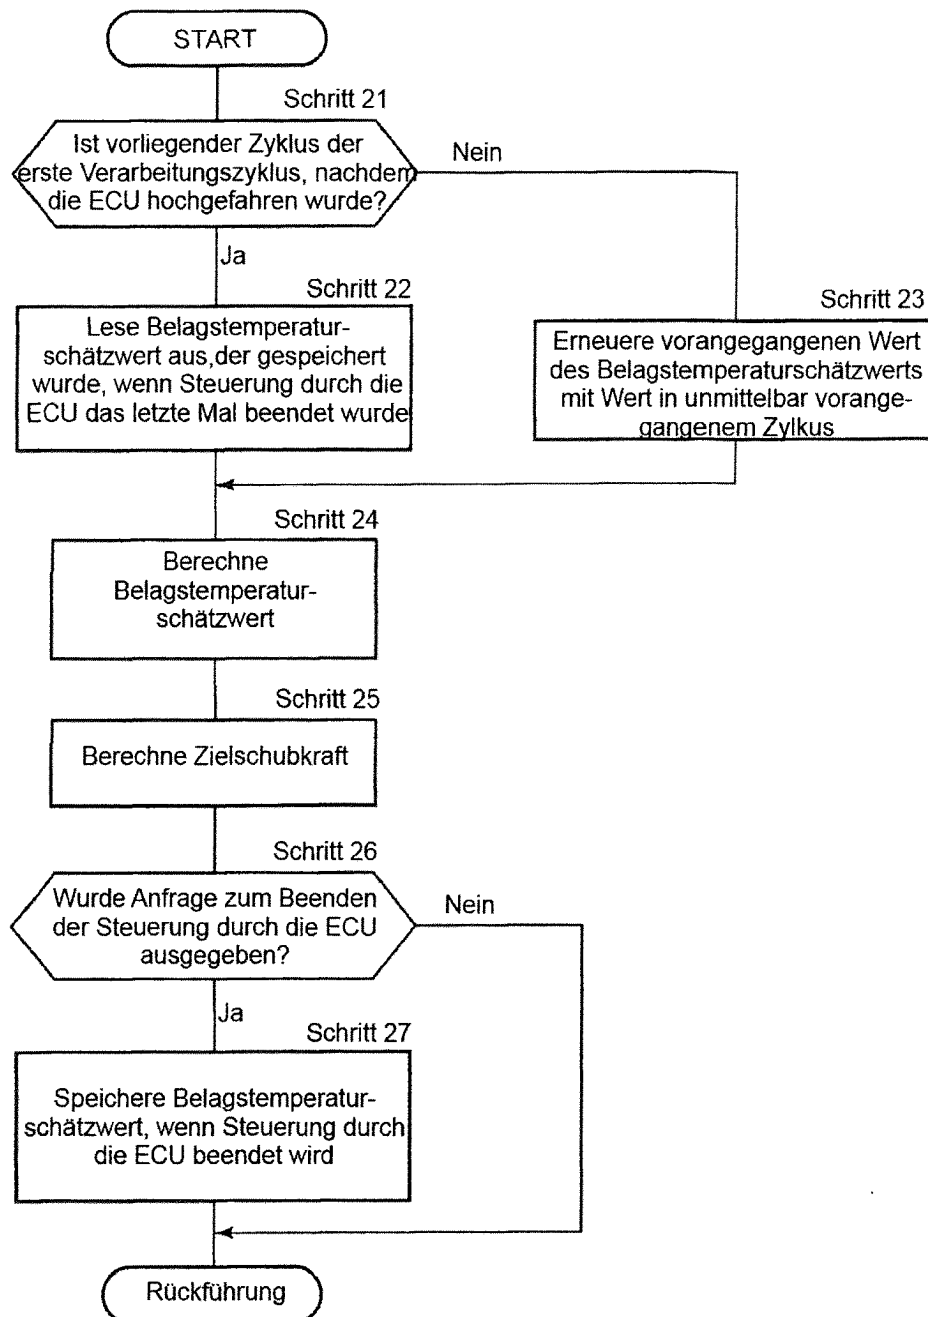 START
Schritt 21
Ist vorliegender Zyklus der
erste Verarbeitungszyklus, nachdem
die ECU hochgefahren wurde?
Nein
Ja
Schritt 22
Lese Belagstemperatur-
schätzwert aus,der gespeichert
wurde, wenn Steuerung durch die
ECU das letzte Mal beendet wurde
Schritt 23
Erneuere vorangegangenen Wert
des Belagstemperaturschätzwerts
mit Wert in unmittelbar vorange-
gangenem Zylkus
Schritt 24
Berechne
Belagstemperatur-
schätzwert
Schritt 25
Berechne Zielschubkraft
Schritt 26
Wurde Anfrage zum Beenden
der Steuerung durch die ECU
ausgegeben?
Nein
Ja
Schritt 27
Speichere Belagstemperatur-
schätzwert, wenn Steuerung durch
die ECU beendet wird
Rückführung